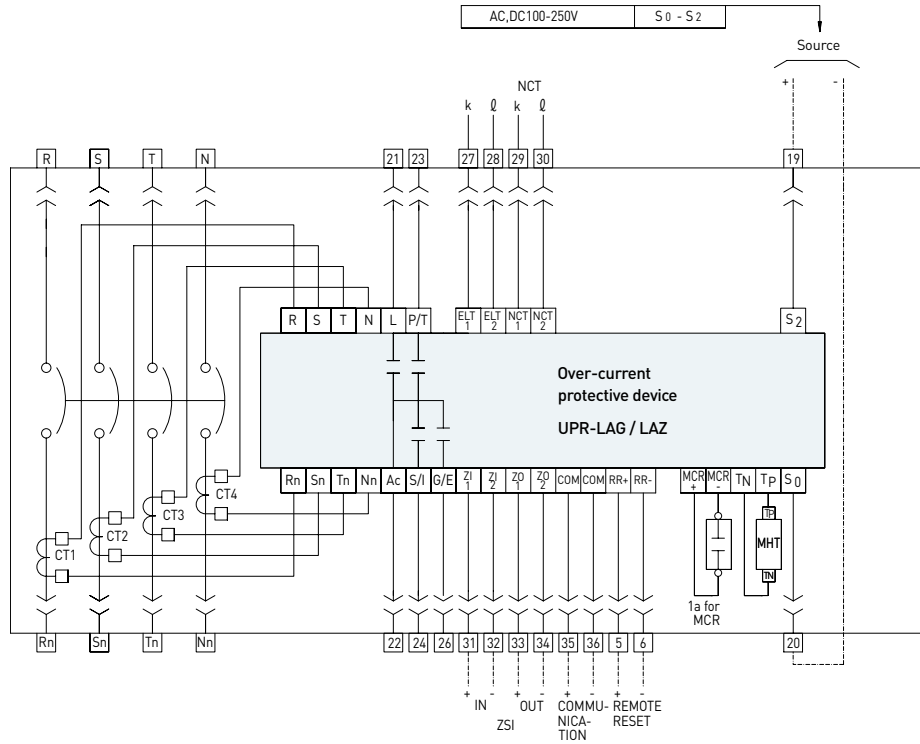 AC,DC100-250V S0 - S2
Source
+ -
NCT
k ℓ k ℓ
R S T N 21 23 27 28 29 30 19
R S T N L P/T ELT 1 ELT 2 NCT 1 NCT 2 S2
Over-current
protective device
UPR-LAG / LAZ
Rn Sn Tn Nn Ac S/I G/E ZI 1 ZI 2 ZO 1 ZO 2 COM COM RR+ RR- MCR + MCR - TN TP S0
CT4
CT3
CT2
CT1
TP
MHT
TN
1a for
MCR
Rn Sn Tn Nn 22 24 26 31 32 33 34 35 36 5 6 20
+ - + - + - + -
IN OUT COMMU- REMOTE
NICA- RESET
ZSI
TION